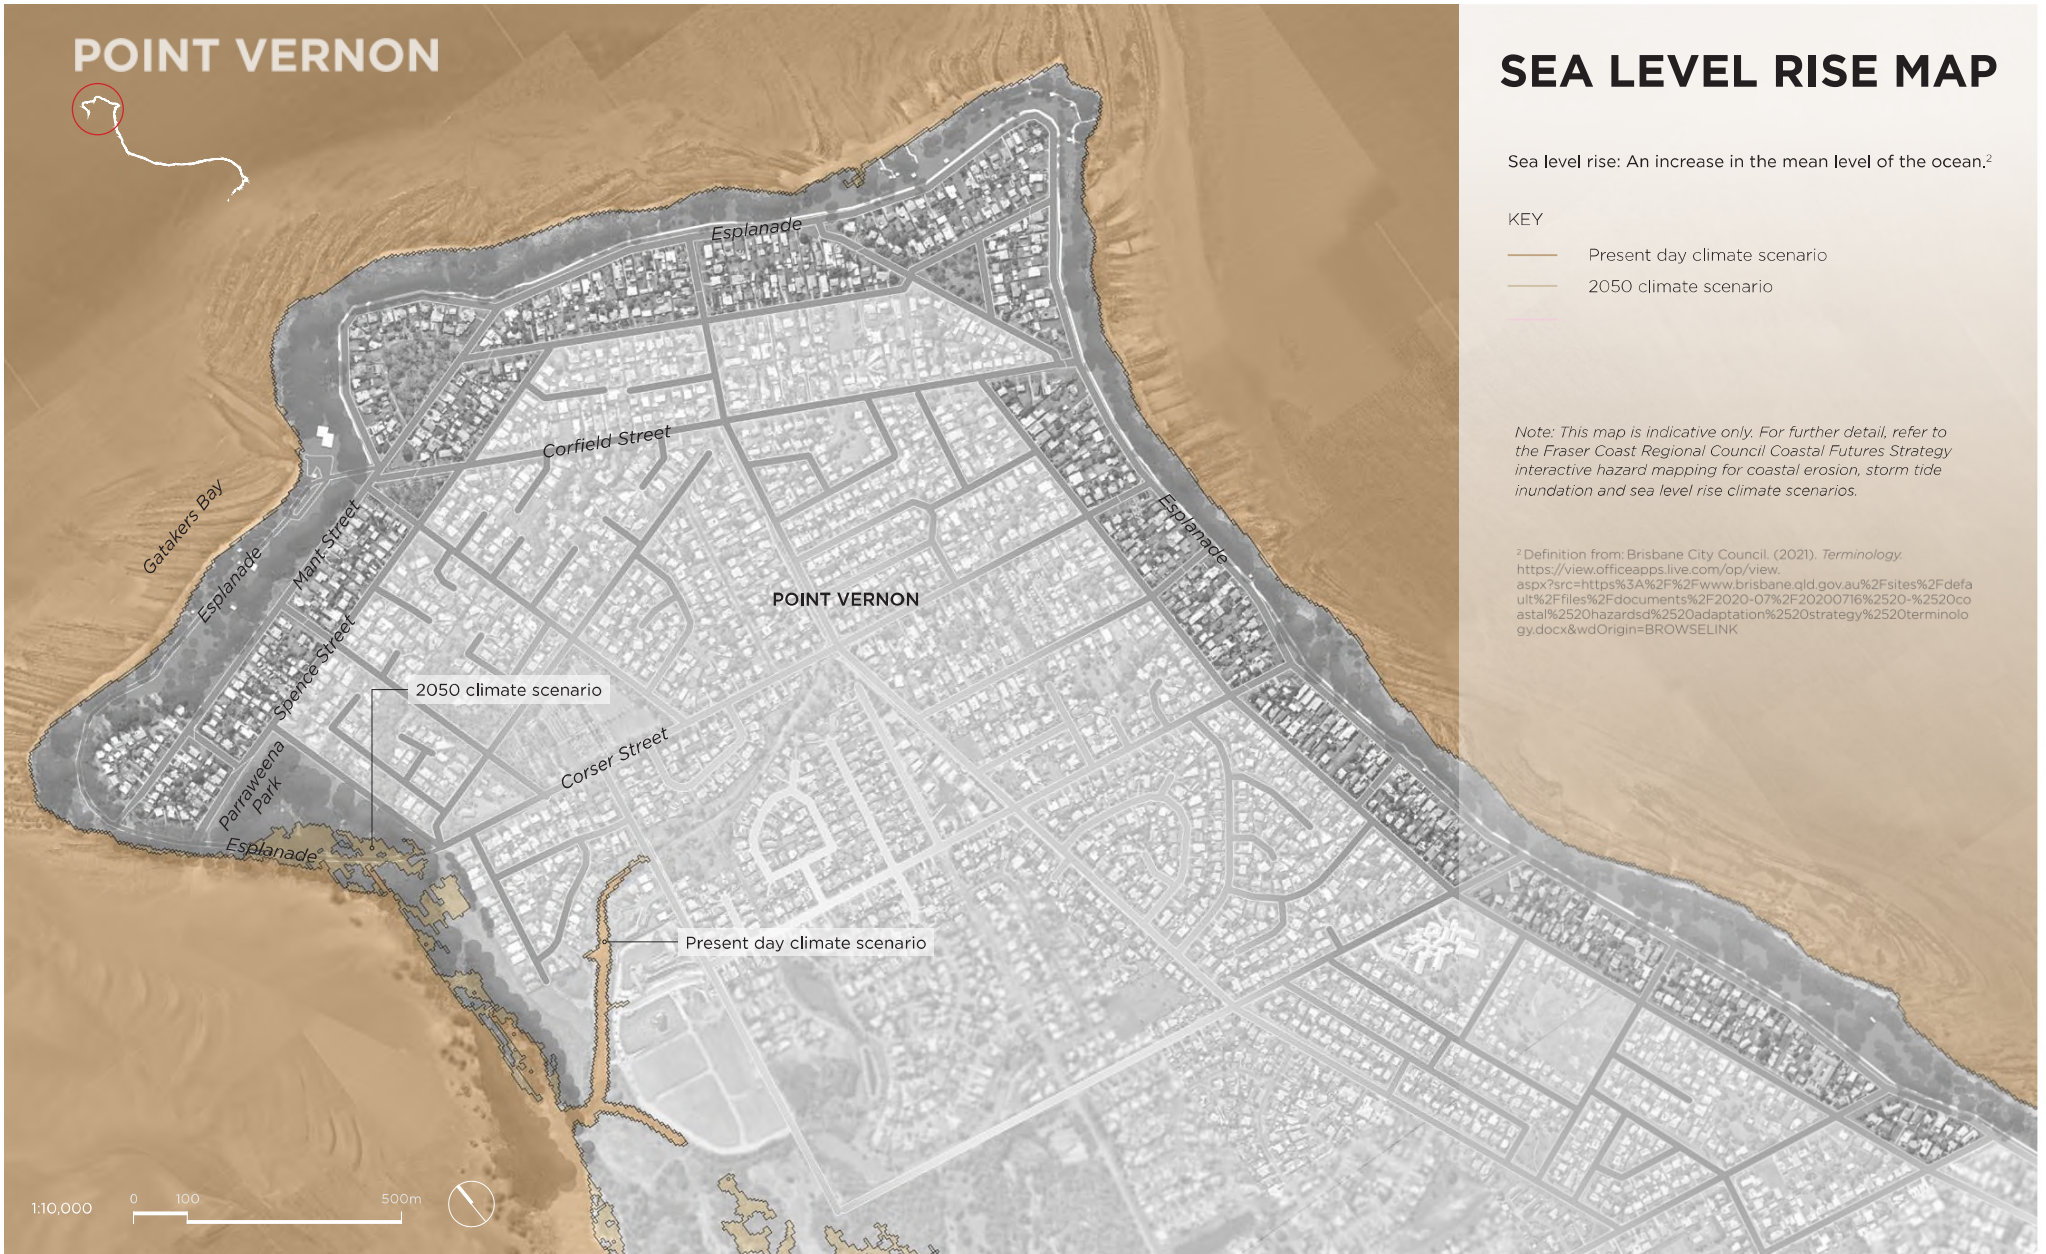 POINT VERNON
SEA LEVEL RISE MAP
Sea level rise: An increase in the mean level of the ocean.2
KEY
Present day climate scenario
2050 climate scenario
Note: This map is indicative only. For further detail, refer to
the Fraser Coast Regional Council Coastal Futures Strategy
interactive hazard mapping for coastal erosion, storm tide
inundation and sea level rise climate scenarios.
2 Definition from: Brisbane City Council. (2021). Terminology.
https://view.officeapps.live.com/op/view.
aspx?src=https%3A%2F%2Fwww.brisbane.qld.gov.au%2Fsites%2Fdefa
ult%2Ffiles%2Fdocuments%2F2020-07%2F20200716%2520-%2520co
astal%2520hazardsd%2520adaptation%2520strategy%2520terminolo
gy.docx&wdOrigin=BROWSELINK
Esplanade
Corfield Street
Gatakers Bay
Esplanade
Mant Street
Esplanade
POINT VERNON
Spence Street
2050 climate scenario
Corser Street
Parraweena
Park
Esplanade
Present day climate scenario
1:10,000
0 100 500m